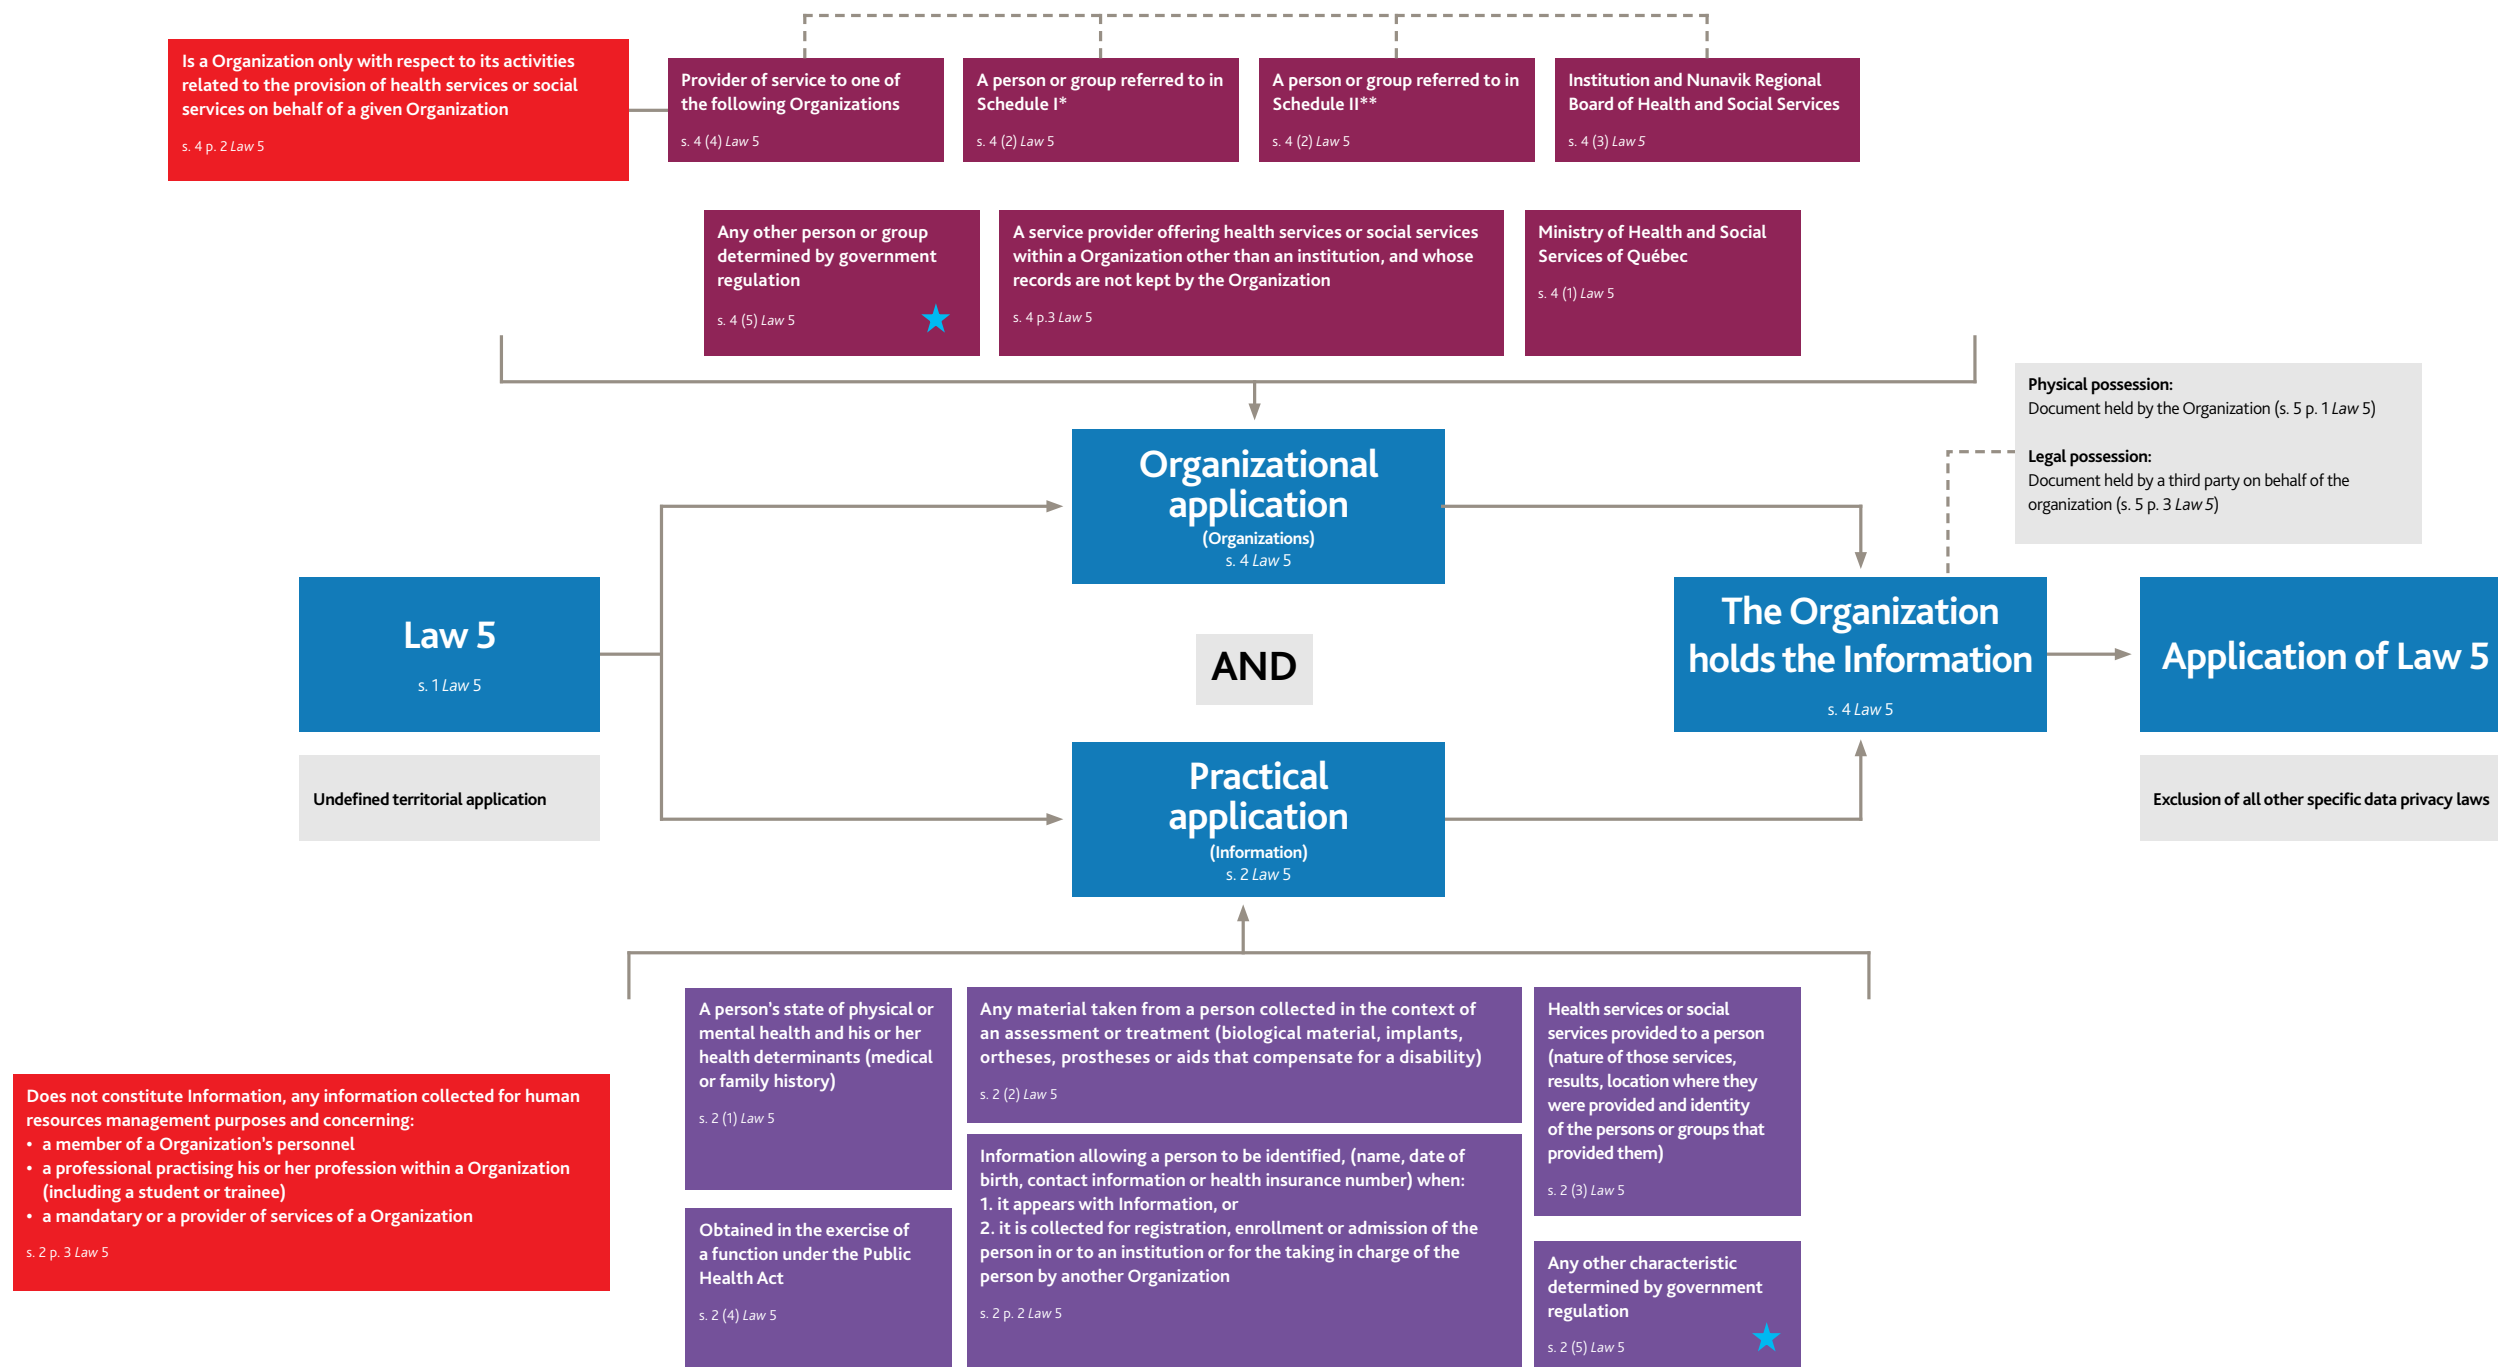 Is a Organization only with respect to its activities
related to the provision of health services or social
services on behalf of a given Organization
s. 4 p. 2 Law 5
Provider of service to one of
the following Organizations
s. 4 (4) Law 5
A person or group referred to in
Schedule I*
s. 4 (2) Law 5
A person or group referred to in
Schedule II**
s. 4 (2) Law 5
Institution and Nunavik Regional
Board of Health and Social Services
s. 4 (3) Law 5
Any other person or group
determined by government
regulation
s. 4 (5) Law 5
A service provider offering health services or social services
within a Organization other than an institution, and whose
records are not kept by the Organization
s. 4 p.3 Law 5
Ministry of Health and Social
Services of Québec
s. 4 (1) Law 5
Physical possession:
Document held by the Organization (s. 5 p. 1 Law 5)
Legal possession:
Document held by a third party on behalf of the
organization (s. 5 p. 3 Law 5)
Organizational
application
(Organizations)
s. 4 Law 5
Law 5
s. 1 Law 5
Undefined territorial application
AND
The Organization
holds the Information
s. 4 Law 5
Application of Law 5
Exclusion of all other specific data privacy laws
Practical
application
(Information)
s. 2 Law 5
Does not constitute Information, any information collected for human
resources management purposes and concerning:
• a member of a Organization's personnel
• a professional practising his or her profession within a Organization
(including a student or trainee)
• a mandatary or a provider of services of a Organization
s. 2 p. 3 Law 5
A person's state of physical or
mental health and his or her
health determinants (medical
or family history)
s. 2 (1) Law 5
Obtained in the exercise of
a function under the Public
Health Act
s. 2 (4) Law 5
Any material taken from a person collected in the context of
an assessment or treatment (biological material, implants,
ortheses, prostheses or aids that compensate for a disability)
s. 2 (2) Law 5
Information allowing a person to be identified, (name, date of
birth, contact information or health insurance number) when:
1. it appears with Information, or
2. it is collected for registration, enrollment or admission of the
person in or to an institution or for the taking in charge of the
person by another Organization
s. 2 p. 2 Law 5
Health services or social
services provided to a person
(nature of those services,
results, location where they
were provided and identity
of the persons or groups that
provided them)
s. 2 (3) Law 5
Any other characteristic
determined by government
regulation
s. 2 (5) Law 5